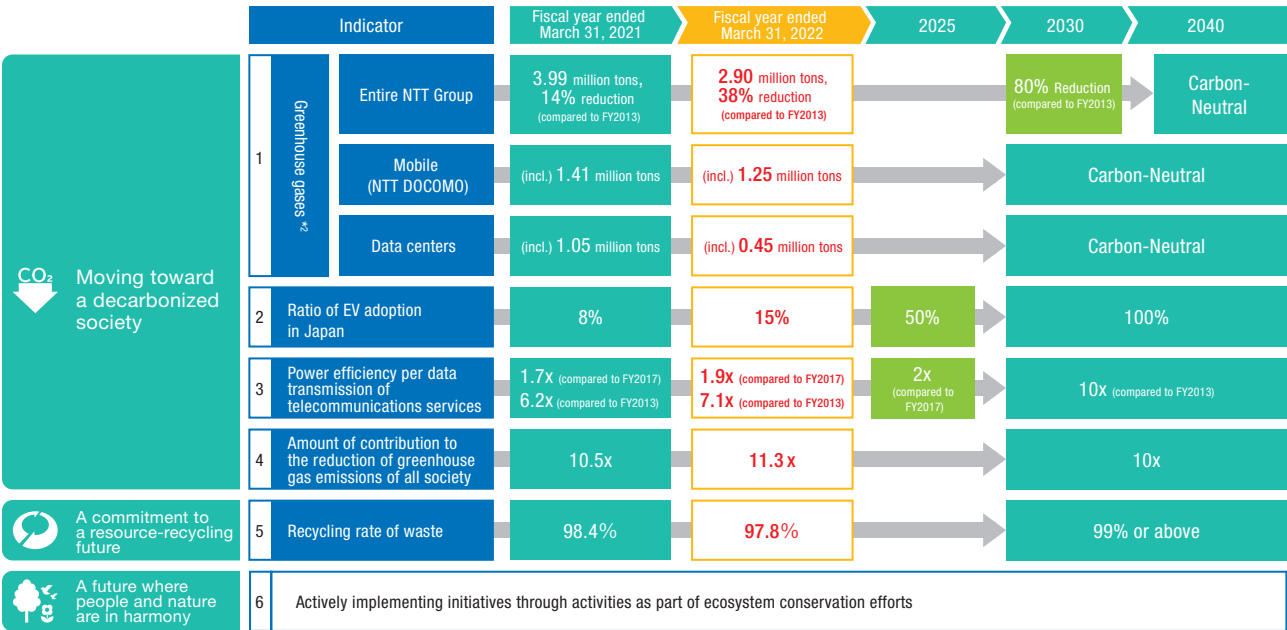 Indicator
Fiscal year ended
March 31, 2021
Fiscal year ended
March 31, 2022
2025
2030
2040
CO₂
Moving toward
a decarbonized
society
1
Greenhouse gases *2
Entire NTT Group
3.99 million tons,
14% reduction
(compared to FY2013)
2.90 million tons,
38% reduction
(compared to FY2013)
80% Reduction
(compared to FY2013)
Carbon-
Neutral
Mobile
(NTT DOCOMO)
(incl.) 1.41 million tons
(incl.) 1.25 million tons
Carbon-Neutral
Data centers
(incl.) 1.05 million tons
(incl.) 0.45 million tons
Carbon-Neutral
2
Ratio of EV adoption
in Japan
8%
15%
50%
100%
3
Power efficiency per data
transmission of
telecommunications services
1.7x (compared to FY2017)
6.2x (compared to FY2013)
1.9x (compared to FY2017)
7.1x (compared to FY2013)
2x
(compared to
FY2017)
10x (compared to FY2013)
4
Amount of contribution to
the reduction of greenhouse
gas emissions of all society
10.5x
11.3 x
10x
A commitment to
a resource-recycling
future
5
Recycling rate of waste
98.4%
97.8%
99% or above
A future where
people and nature
are in harmony
6
Actively implementing initiatives through activities as part of ecosystem conservation efforts